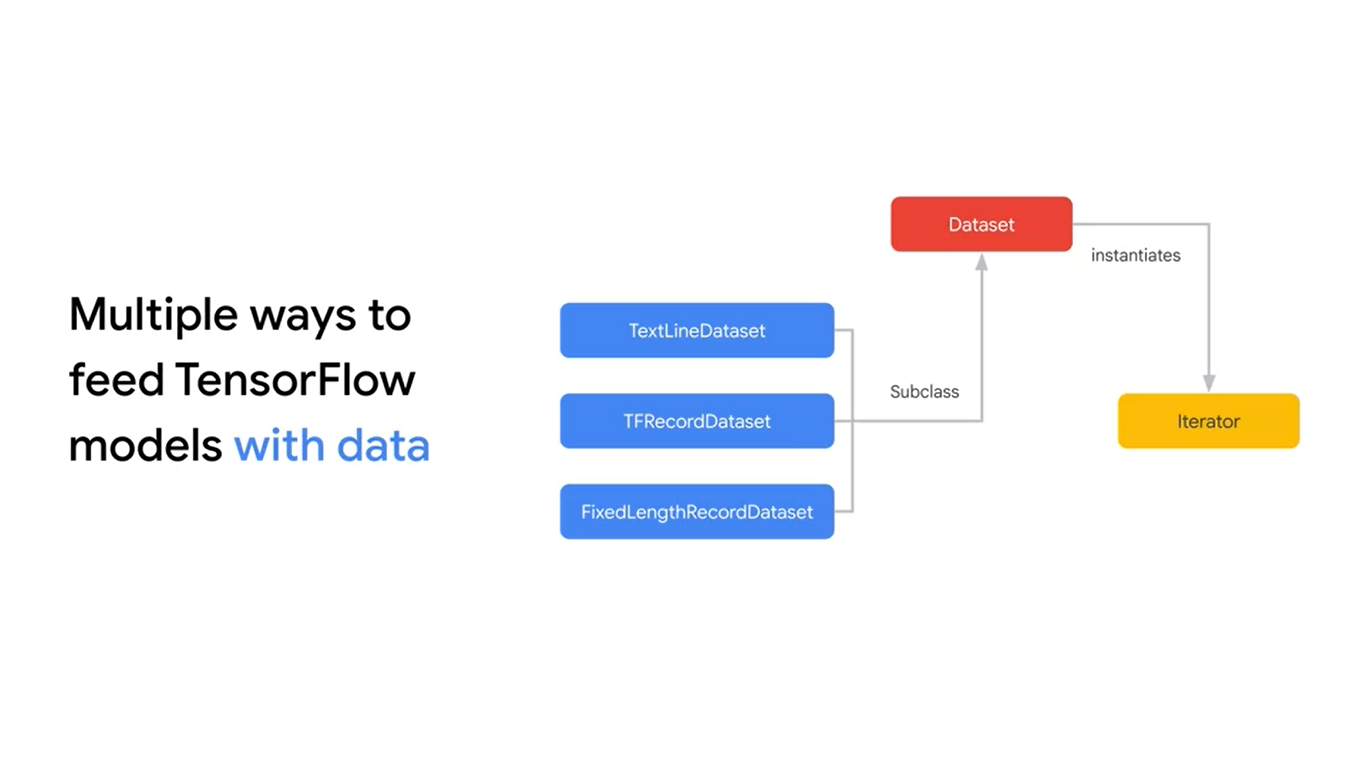 Multiple ways to
feed TensorFlow
models with data
Dataset
instantiates
TextLineDataset
Subclass
TFRecordDataset
Iterator
FixedLengthRecordDataset